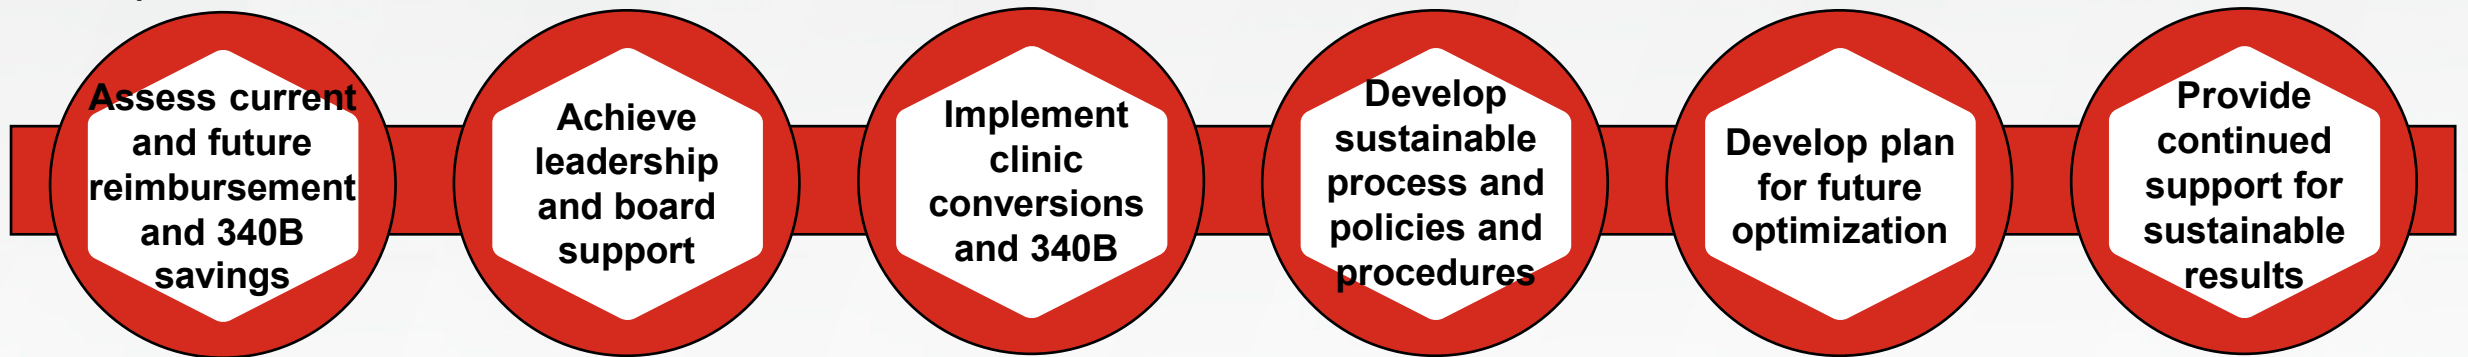 Assess current
and future
reimbursement
and 340B
savings
Achieve
leadership
and board
support
Implement
clinic
conversions
and 340B
Develop
sustainable
process and
policies and
procedures
Develop plan
for future
optimization
Provide
continued
support for
sustainable
results